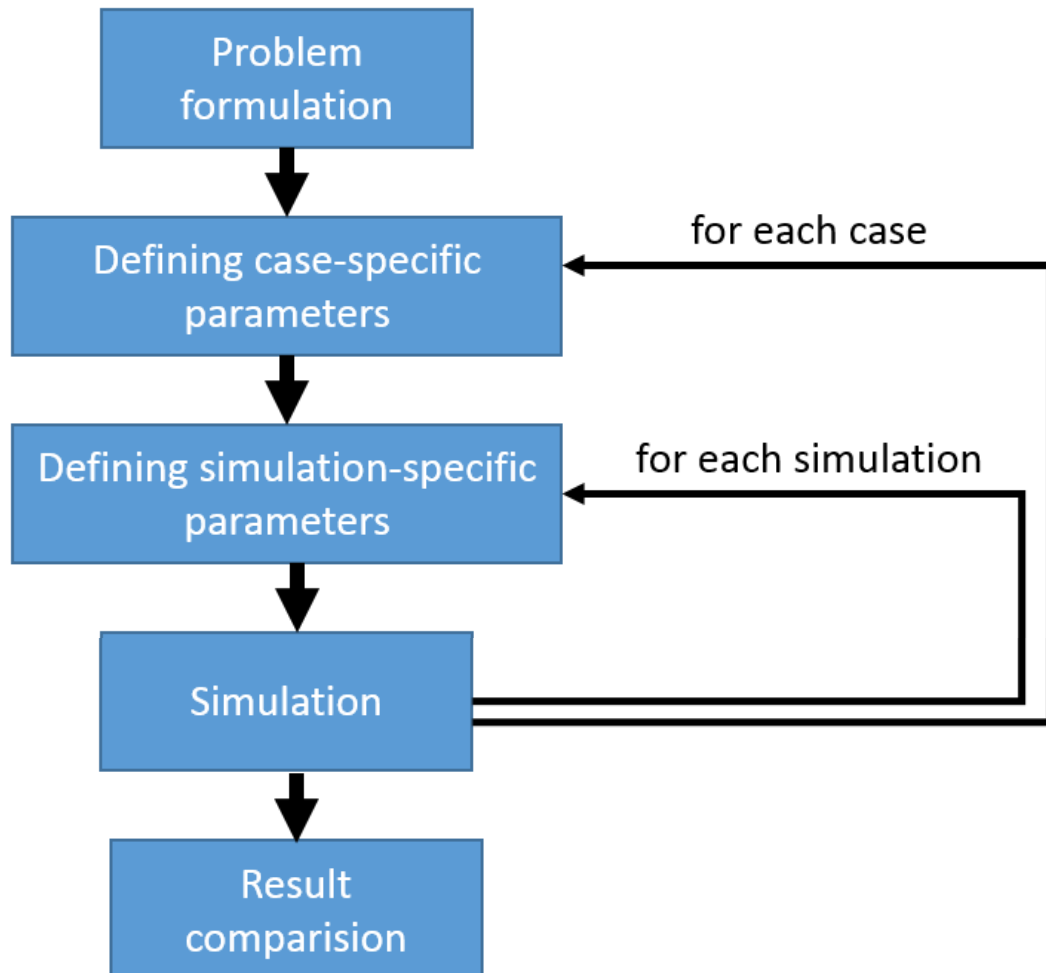 Problem
formulation
for each case
Defining case-specific
parameters
for each simulation
Defining simulation-specific
parameters
Simulation
Result
comparision